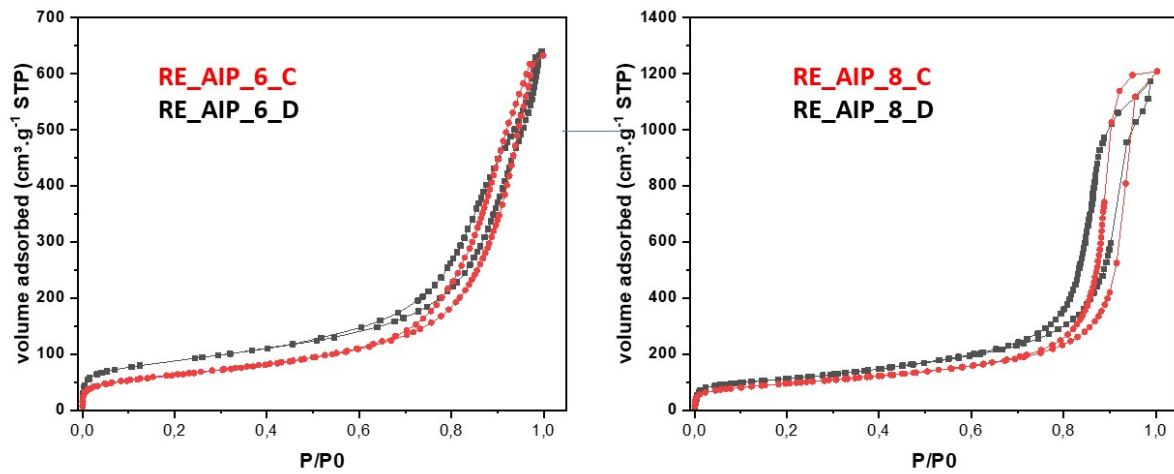 volume adsorbed (cm³·g⁻¹ STP)
700
600
500
400
300
200
100
0
RE_AIP_6_C
RE_AIP_6_D
0,0 0,2 0,4 0,6 0,8 1,0
P/P0
volume adsorbed (cm³·g⁻¹ STP)
1400
1200
1000
800
600
400
200
0
RE_AIP_8_C
RE_AIP_8_D
0,0 0,2 0,4 0,6 0,8 1,0
P/P0